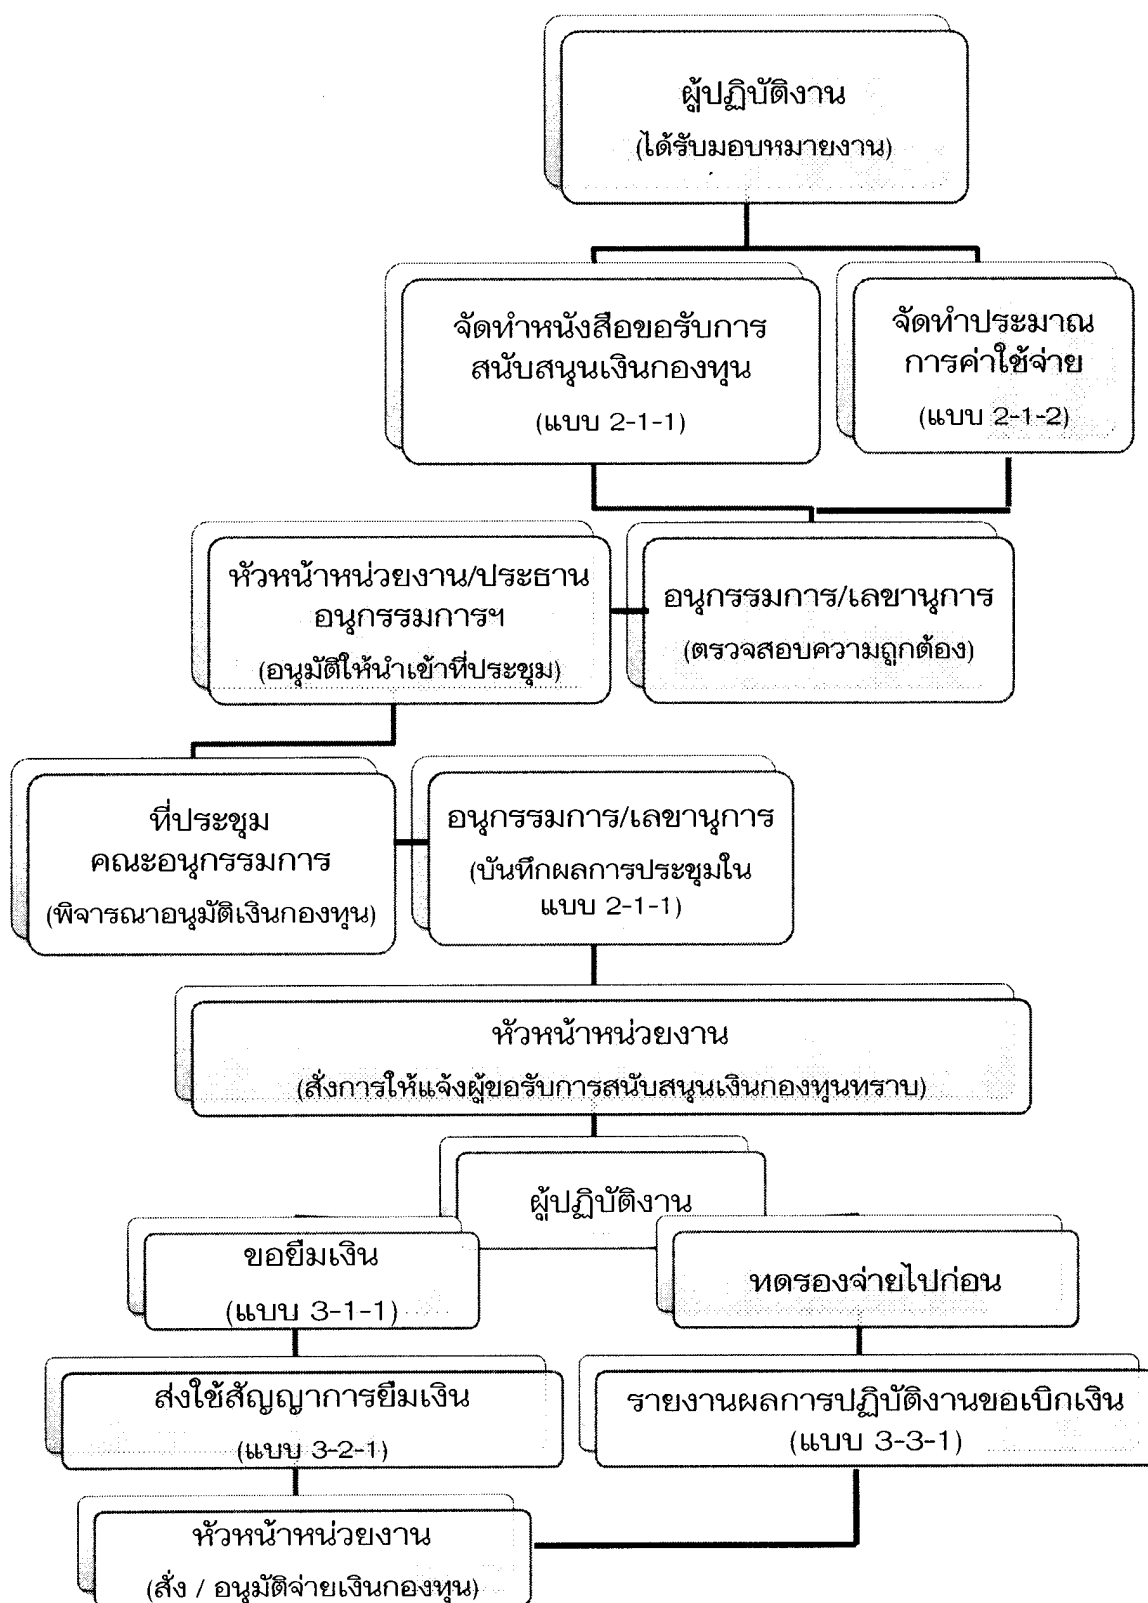 ผู้ปฏิบัติงาน
(ได้รับมอบหมายงาน)
จัดทำหนังสือขอรับการ
สนับสนุนเงินกองทุน
(แบบ 2-1-1)
จัดทำประมาณ
การค่าใช้จ่าย
(แบบ 2-1-2)
หัวหน้าหน่วยงาน/ประธาน
อนุกรรมการฯ
(อนุมัติให้นำเข้าที่ประชุม)
อนุกรรมการ/เลขานุการ
(ตรวจสอบความถูกต้อง)
ที่ประชุม
คณะอนุกรรมการ
(พิจารณาอนุมัติเงินกองทุน)
อนุกรรมการ/เลขานุการ
(บันทึกผลการประชุมใน
แบบ 2-1-1)
หัวหน้าหน่วยงาน
(สั่งการให้แจ้งผู้ขอรับการสนับสนุนเงินกองทุนทราบ)
ผู้ปฏิบัติงาน
ขอยืมเงิน
(แบบ 3-1-1)
ทดรองจ่ายไปก่อน
ส่งใช้สัญญาการยืมเงิน
(แบบ 3-2-1)
รายงานผลการปฏิบัติงานขอเบิกเงิน
(แบบ 3-3-1)
หัวหน้าหน่วยงาน
(สั่ง / อนุมัติจ่ายเงินกองทุน)